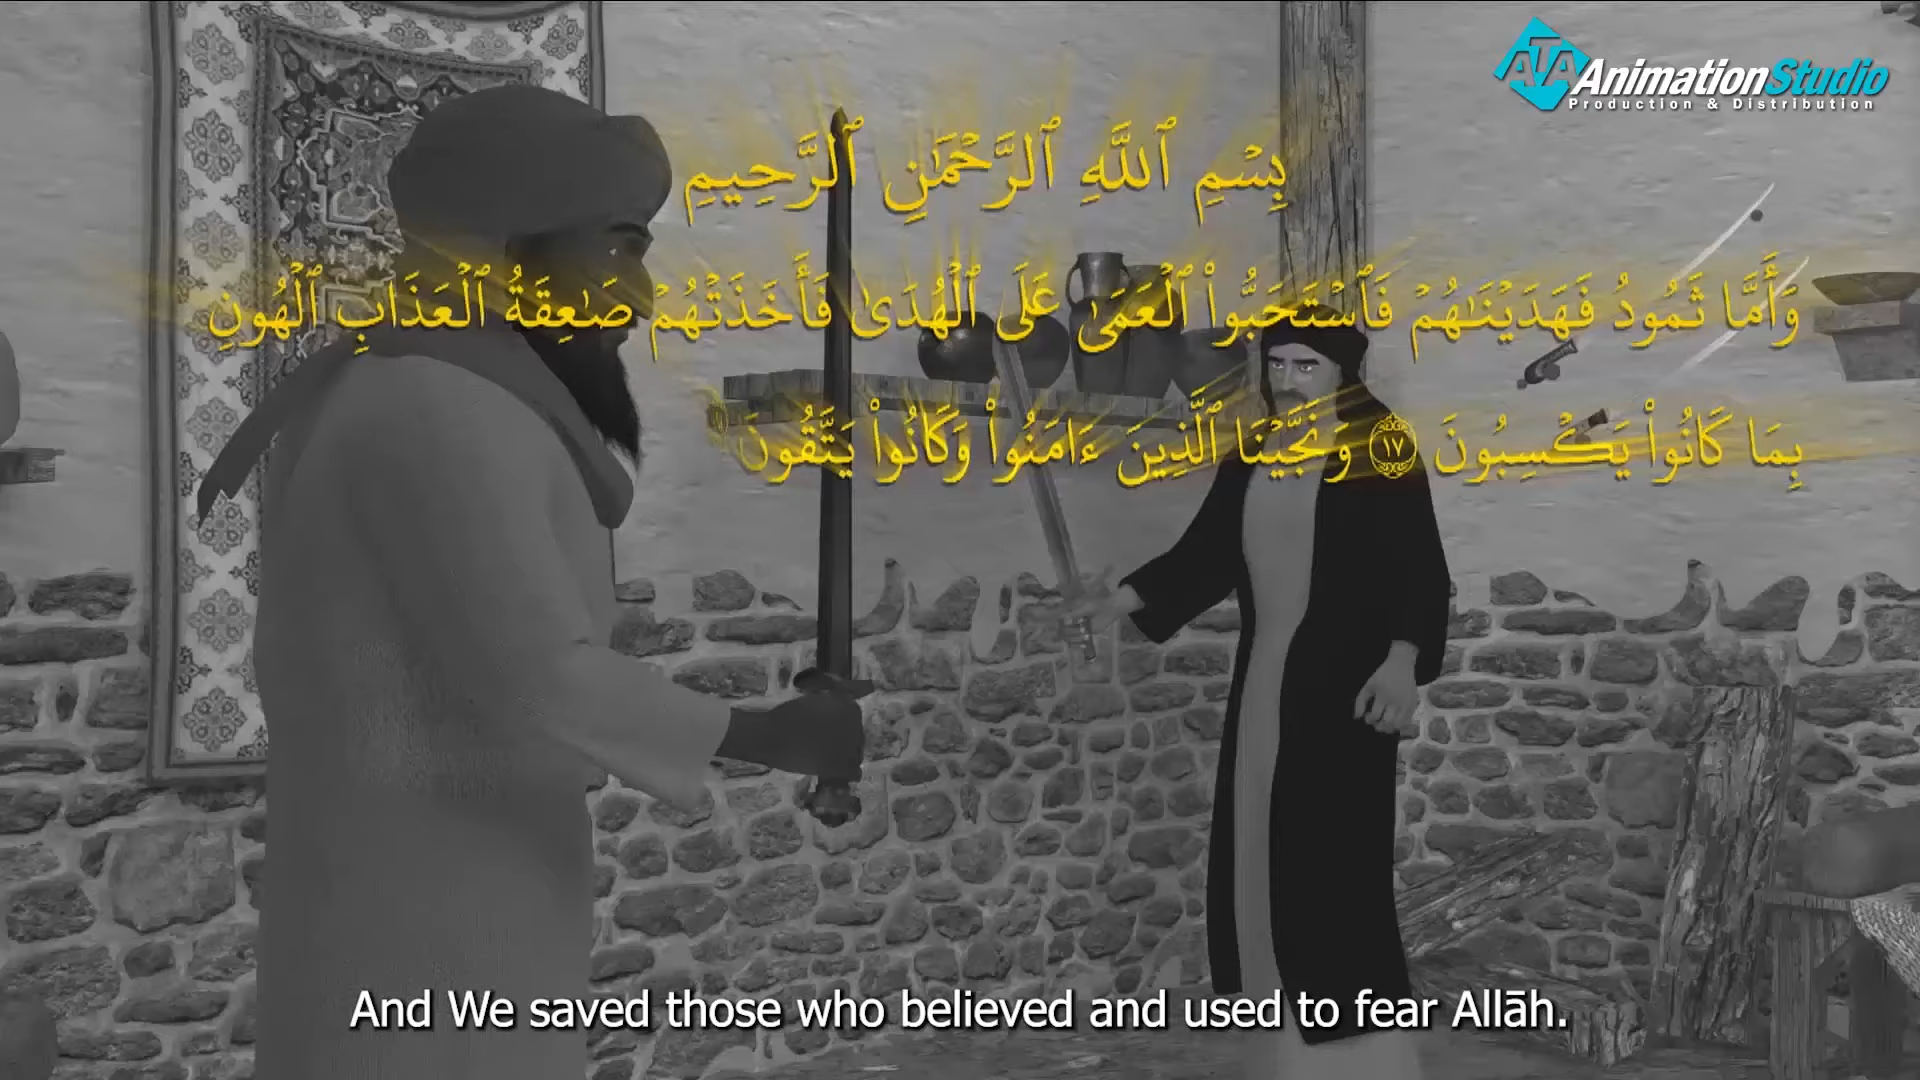 ATA AnimationStudio
Production & Distribution
بِسْمِ ٱللَّهِ ٱلرَّحْمَٰنِ ٱلرَّحِيمِ
وَأَمَّا ثَمُودُ فَهَدَيْنَٰهُمْ فَٱسْتَحَبُّوا۟ ٱلْعَمَىٰ عَلَى ٱلْهُدَىٰ فَأَخَذَتْهُمْ صَٰعِقَةُ ٱلْعَذَابِ ٱلْهُونِ
بِمَا كَانُوا۟ يَكْسِبُونَ ١٧ وَنَجَّيْنَا ٱلَّذِينَ ءَامَنُوا۟ وَكَانُوا۟ يَتَّقُونَ
And We saved those who believed and used to fear Allāh.